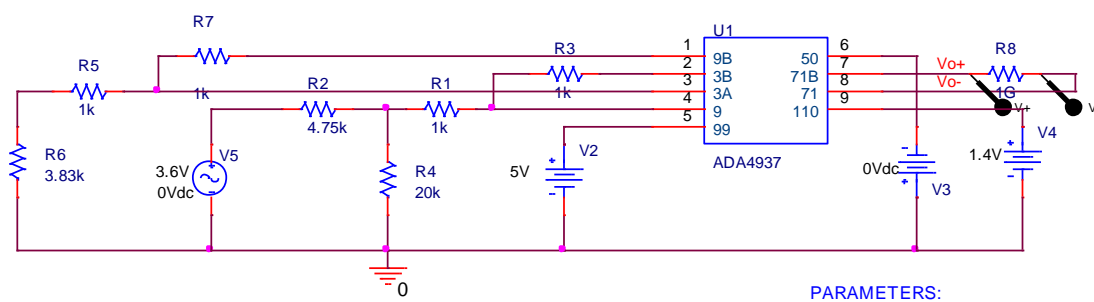 R7
1k
R5
1k
R6
3.83k
R2
4.75k
V5
3.6V
0Vdc
R1
1k
R4
20k
R3
1k
V2
5V
U1
1
2
3
4
5
9B
3B
3A
9
99
50
71B
71
110
6
7
8
9
ADA4937
Vo+
Vo-
R8
1G
V+
V
0Vdc
V3
1.4V
V4
0
PARAMETERS: